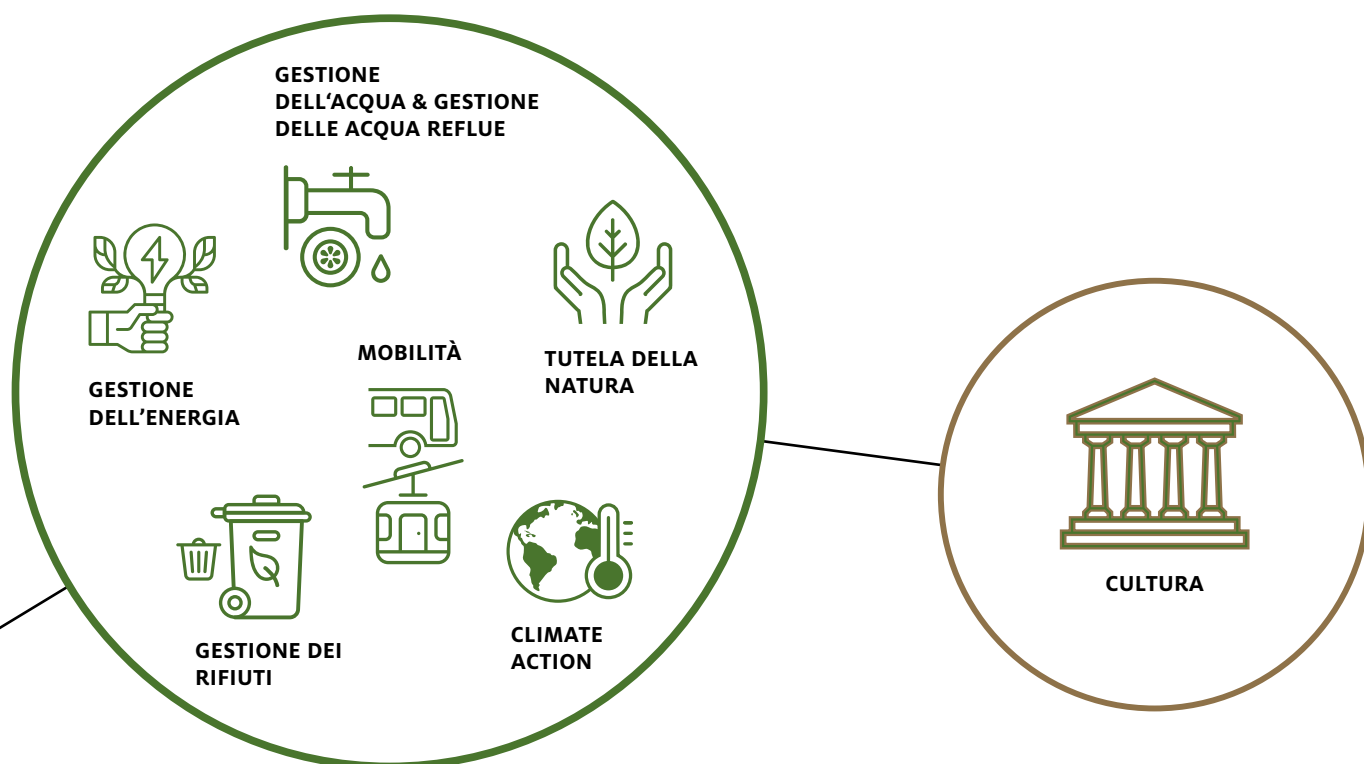 GESTIONE
DELL‘ACQUA & GESTIONE
DELLE ACQUA REFLUE
GESTIONE
DELL’ENERGIA
MOBILITÀ
TUTELA DELLA
NATURA
GESTIONE DEI
RIFIUTI
CLIMATE
ACTION
CULTURA